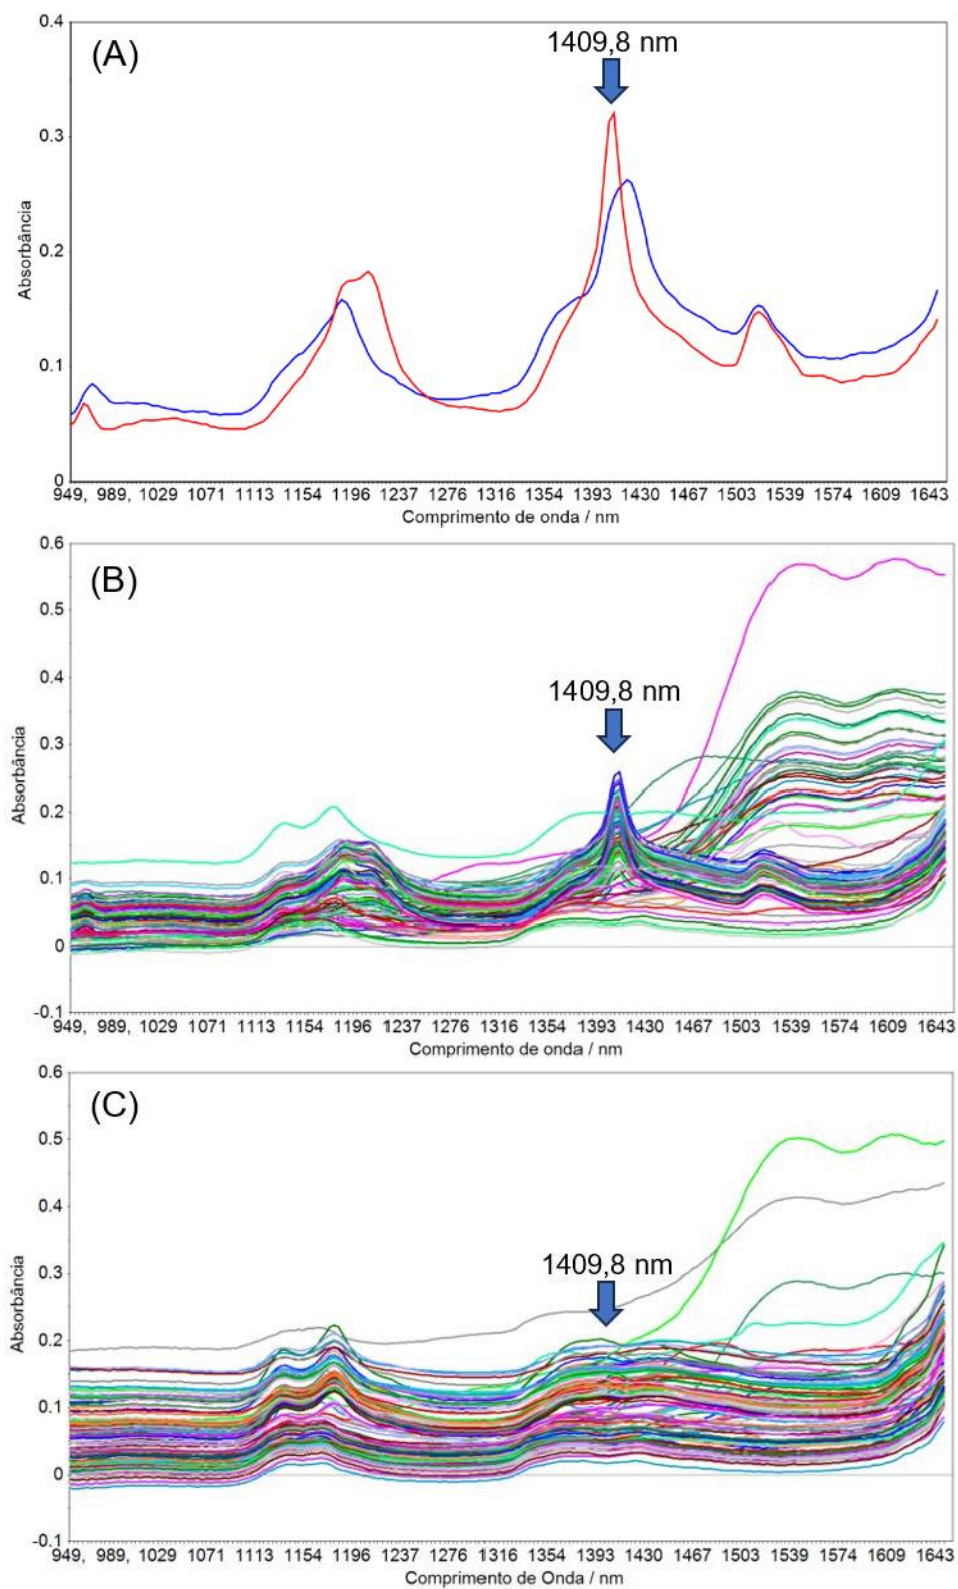 (A)
1409,8 nm
0.4
0.3
0.2
0.1
0
Absorbância
949, 989, 1029 1071 1113 1154 1196 1237 1276 1316 1354 1393 1430 1467 1503 1539 1574 1609 1643
Comprimento de onda / nm
(B)
1409,8 nm
0.6
0.5
0.4
0.3
0.2
0.1
0
-0.1
Absorbância
949, 989, 1029 1071 1113 1154 1196 1237 1276 1316 1354 1393 1430 1467 1503 1539 1574 1609 1643
Comprimento de onda / nm
(C)
1409,8 nm
0.6
0.5
0.4
0.3
0.2
0.1
0
-0.1
Absorbância
949, 989, 1029 1071 1113 1154 1196 1237 1276 1316 1354 1393 1430 1467 1503 1539 1574 1609 1643
Comprimento de Onda / nm